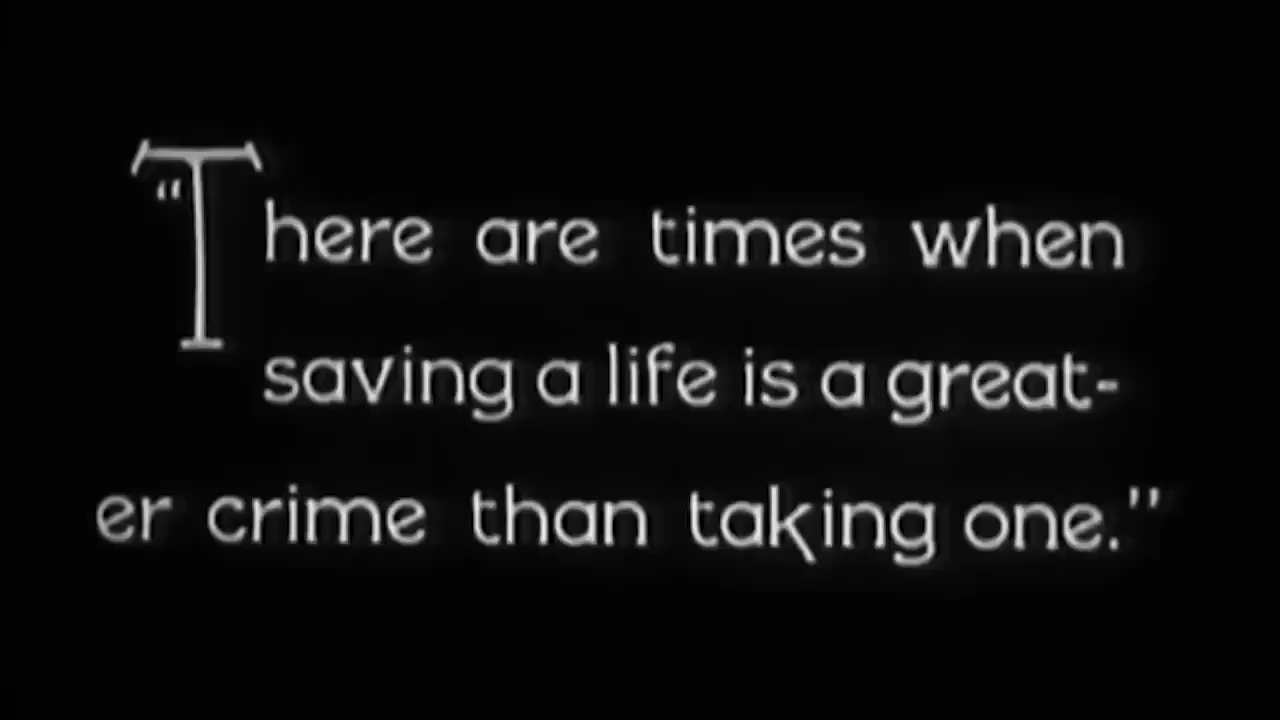 “There are times when
saving a life is a great-
er crime than taking one.’’